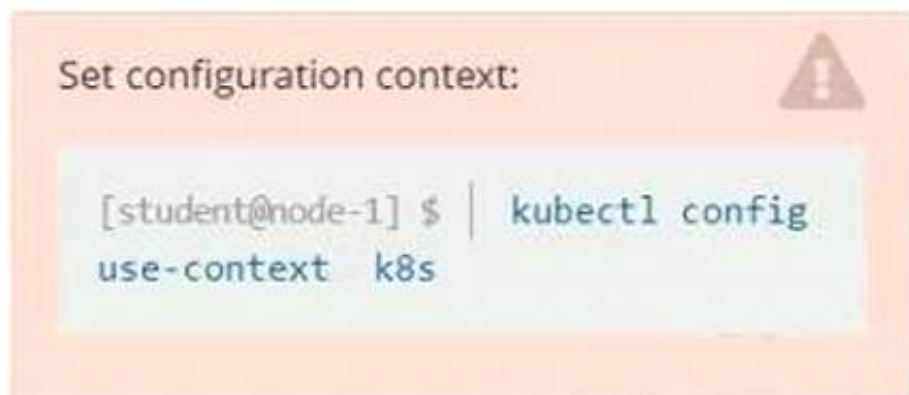 Set configuration context:
[student@node-1] $ | kubectl config
use-context k8s